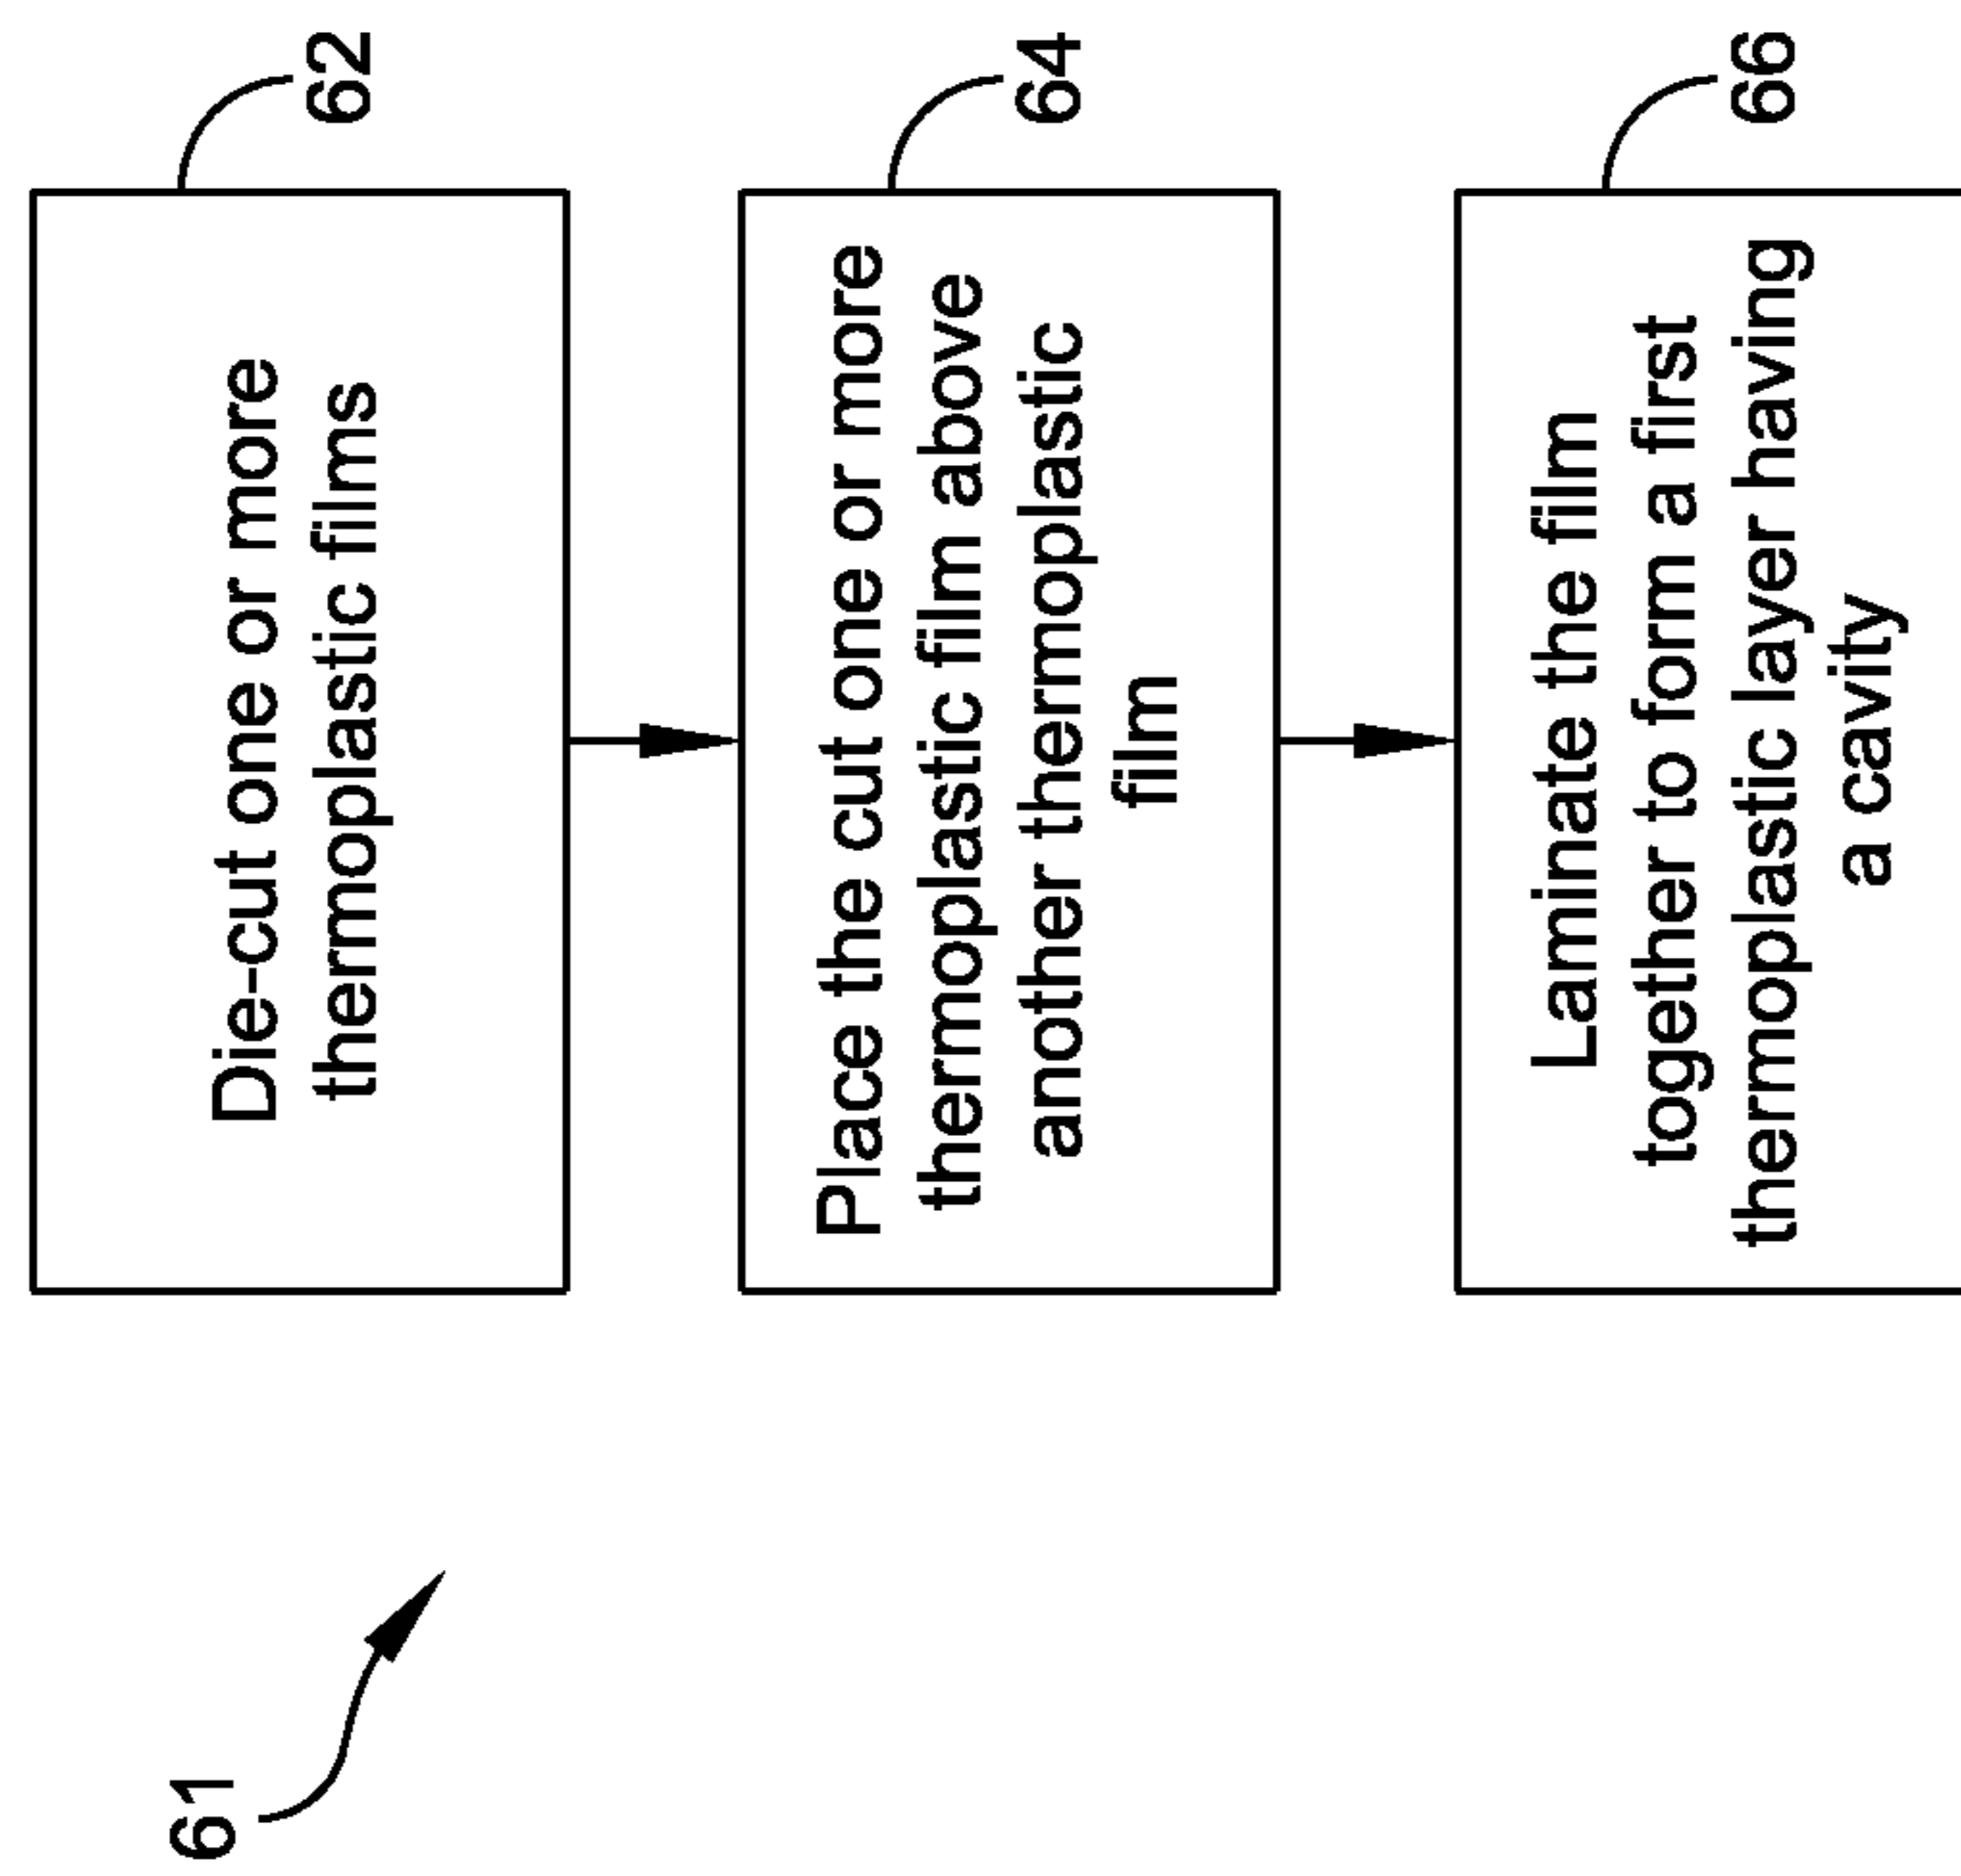 61
62
Die-cut one or more
thermoplastic films
64
Place the cut one or more
thermoplastic film above
another thermoplastic
film
66
Laminate the film
together to form a first
thermoplastic layer having
a cavity